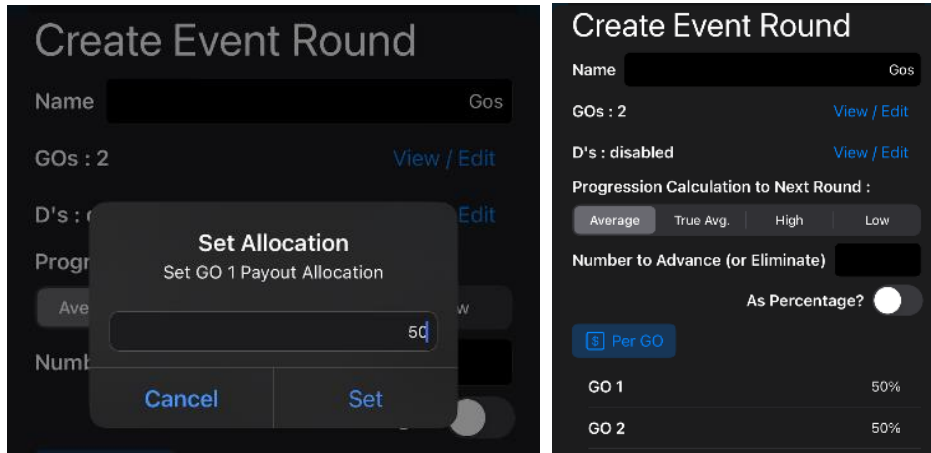 Create Event Round
Name Gos
GOs : 2 View / Edit
D's : Edit
Set Allocation
Set GO 1 Payout Allocation
Progr
Ave w
50
Numb
Cancel Set
Create Event Round
Name Gos
GOs : 2 View / Edit
D's : disabled View / Edit
Progression Calculation to Next Round :
Average True Avg. High Low
Number to Advance (or Eliminate)
As Percentage?
$ Per GO
GO 1 50%
GO 2 50%